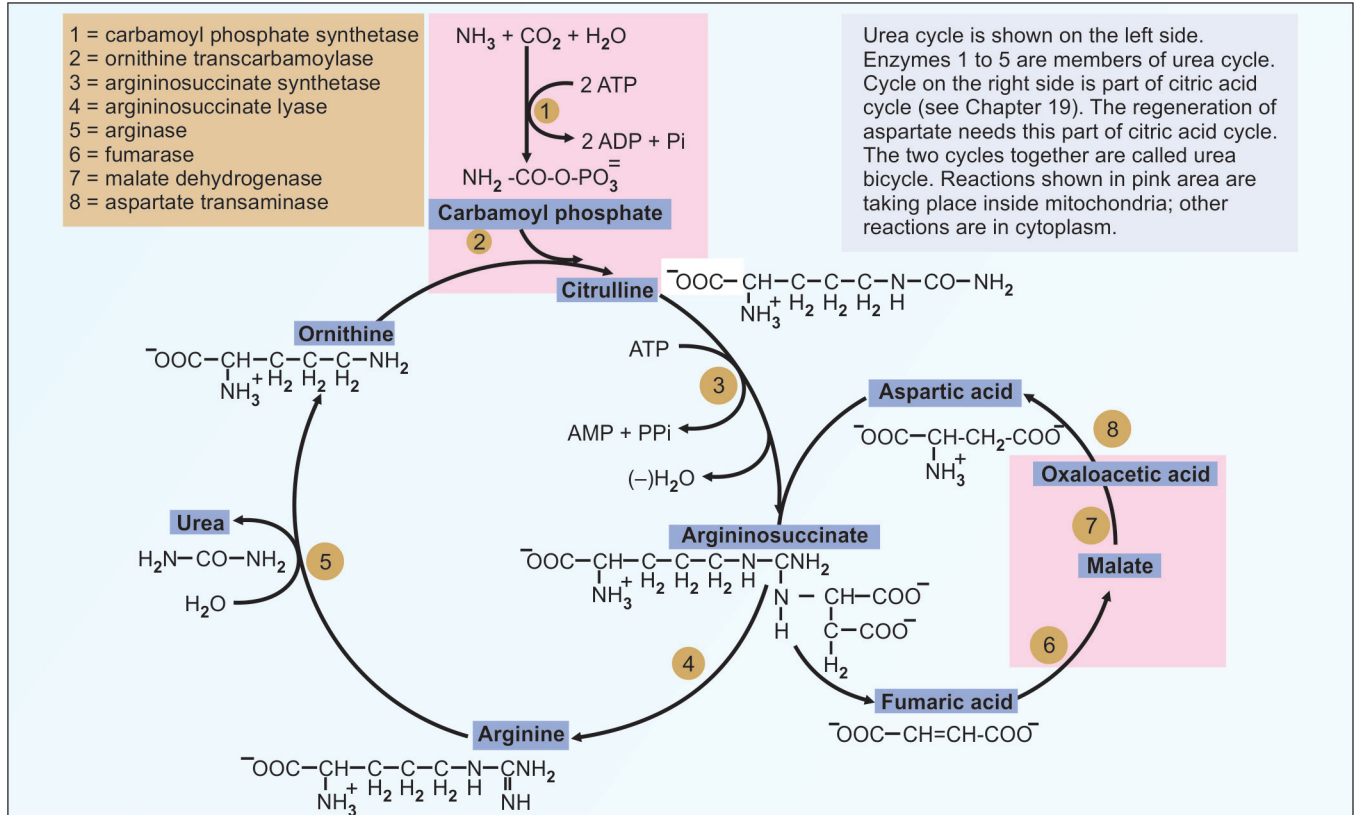 1 = carbamoyl phosphate synthetase
2 = ornithine transcarbamoylase
3 = argininosuccinate synthetase
4 = argininosuccinate lyase
5 = arginase
6 = fumarase
7 = malate dehydrogenase
8 = aspartate transaminase
NH₃ + CO₂ + H₂O
2 ATP
1
2 ADP + Pi
NH₂ -CO-O-PO₃⁼
Carbamoyl phosphate
2
Urea cycle is shown on the left side.
Enzymes 1 to 5 are members of urea cycle.
Cycle on the right side is part of citric acid
cycle (see Chapter 19). The regeneration of
aspartate needs this part of citric acid cycle.
The two cycles together are called urea
bicycle. Reactions shown in pink area are
taking place inside mitochondria; other
reactions are in cytoplasm.
Citrulline
⁻OOC–CH–C–C–C–N–CO–NH₂
NH₃⁺ H₂ H₂ H₂ H
Ornithine
⁻OOC–CH–C–C–C–NH₂
NH₃⁺ H₂ H₂ H₂
ATP
3
AMP + PPi
(–)H₂O
Aspartic acid
⁻OOC–CH-CH₂-COO⁻
NH₃⁺
8
Oxaloacetic acid
7
Malate
6
Argininosuccinate
⁻OOC–CH–C–C–C–N–C–NH₂
NH₃⁺ H₂ H₂ H₂ H
N – CH–COO⁻
H C–COO⁻
H₂
Urea
H₂N–CO–NH₂
H₂O
5
4
Fumaric acid
⁻OOC–CH=CH-COO⁻
Arginine
⁻OOC–CH–C–C–C–N–C–NH₂
NH₃⁺ H₂ H₂ H₂ H NH